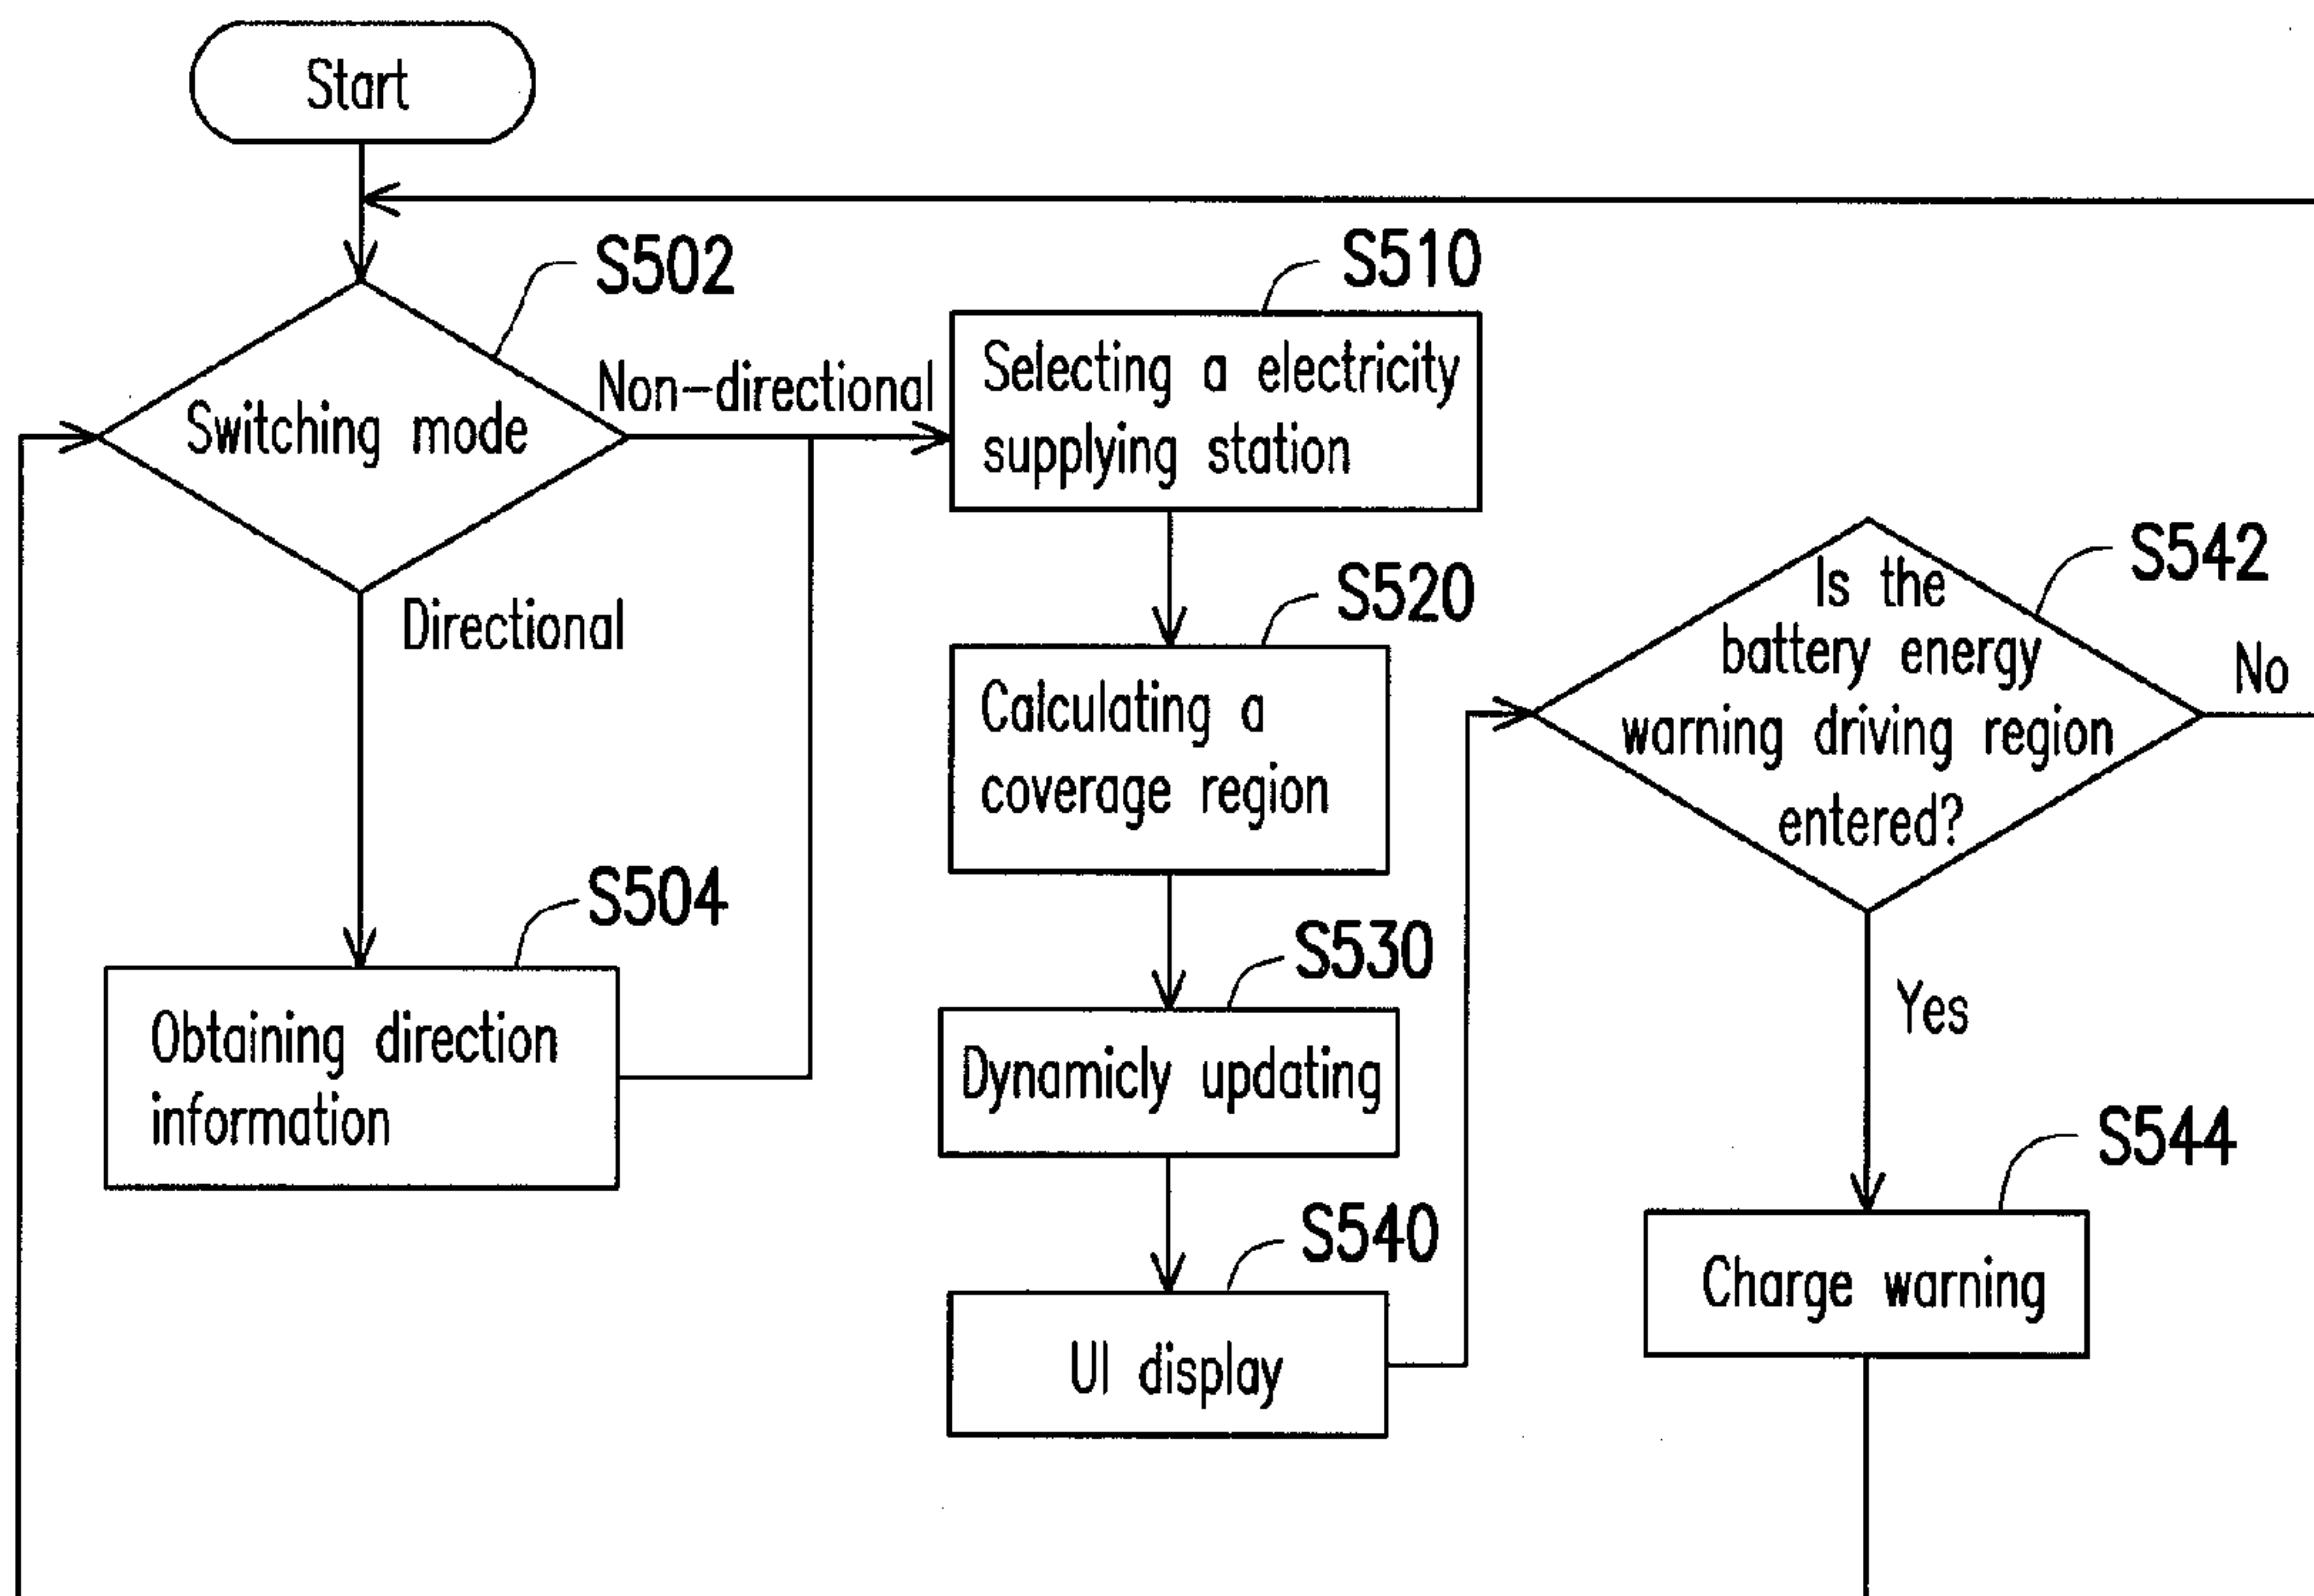 Start
S502
Switching mode
Non-directional
Directional
S504
Obtaining direction
information
S510
Selecting a electricity
supplying station
S520
Calculating a
coverage region
S530
Dynamicly updating
S540
UI display
S542
Is the
battery energy
warning driving region
entered?
No
Yes
S544
Charge warning